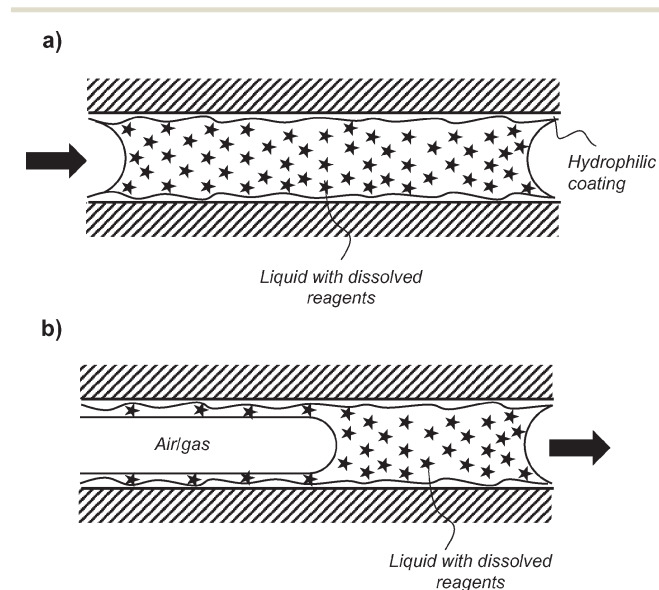 a)
Hydrophilic
coating
Liquid with dissolved
reagents
b)
Air/gas
Liquid with dissolved
reagents